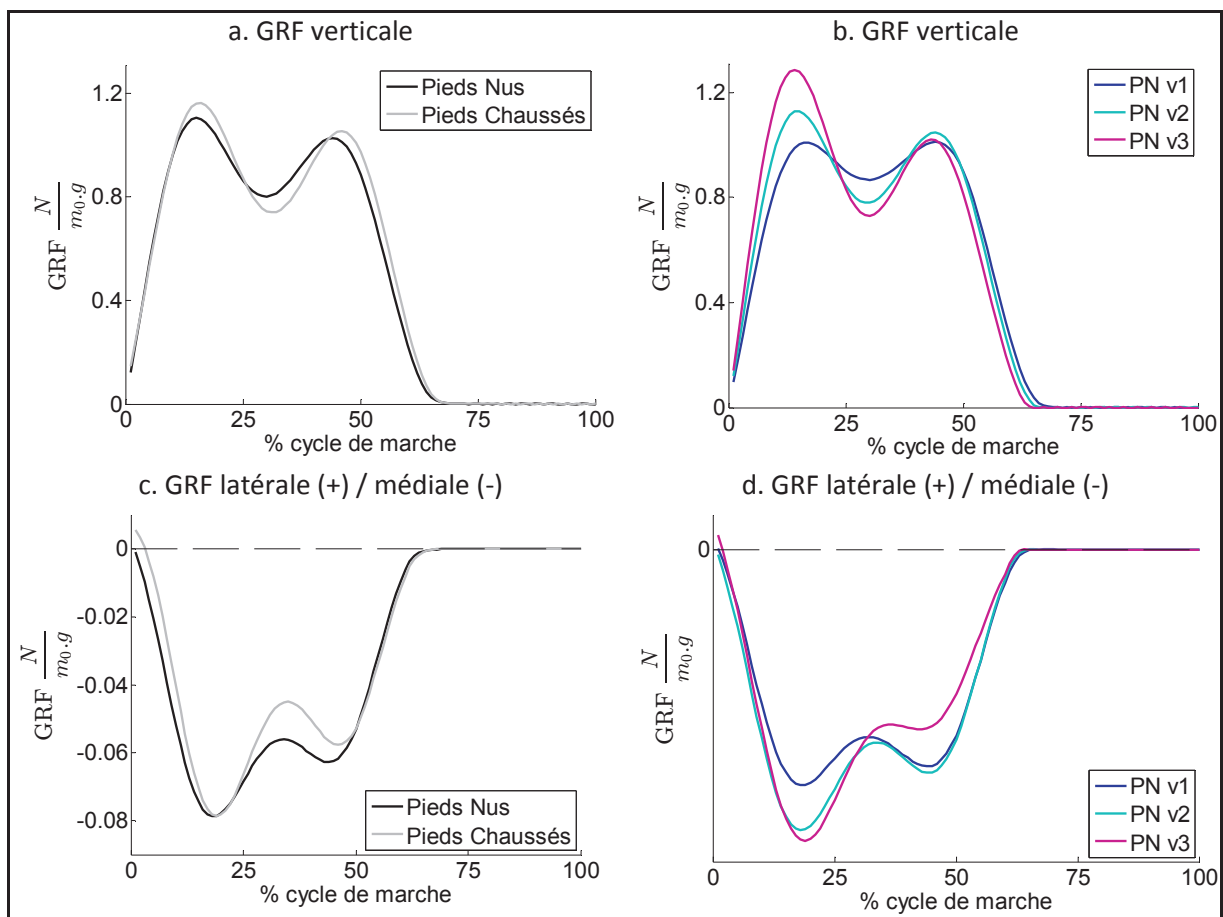 a. GRF verticale
GRF N/m₀.g
1.2
0.8
0.4
0
0 25 50 75 100
% cycle de marche
Pieds Nus
Pieds Chaussés
b. GRF verticale
GRF N/m₀.g
1.2
0.8
0.4
0
0 25 50 75 100
% cycle de marche
PN v1
PN v2
PN v3
c. GRF latérale (+) / médiale (-)
GRF N/m₀.g
0
-0.02
-0.04
-0.06
-0.08
0 25 50 75 100
% cycle de marche
Pieds Nus
Pieds Chaussés
d. GRF latérale (+) / médiale (-)
GRF N/m₀.g
0
0 25 50 75 100
% cycle de marche
PN v1
PN v2
PN v3